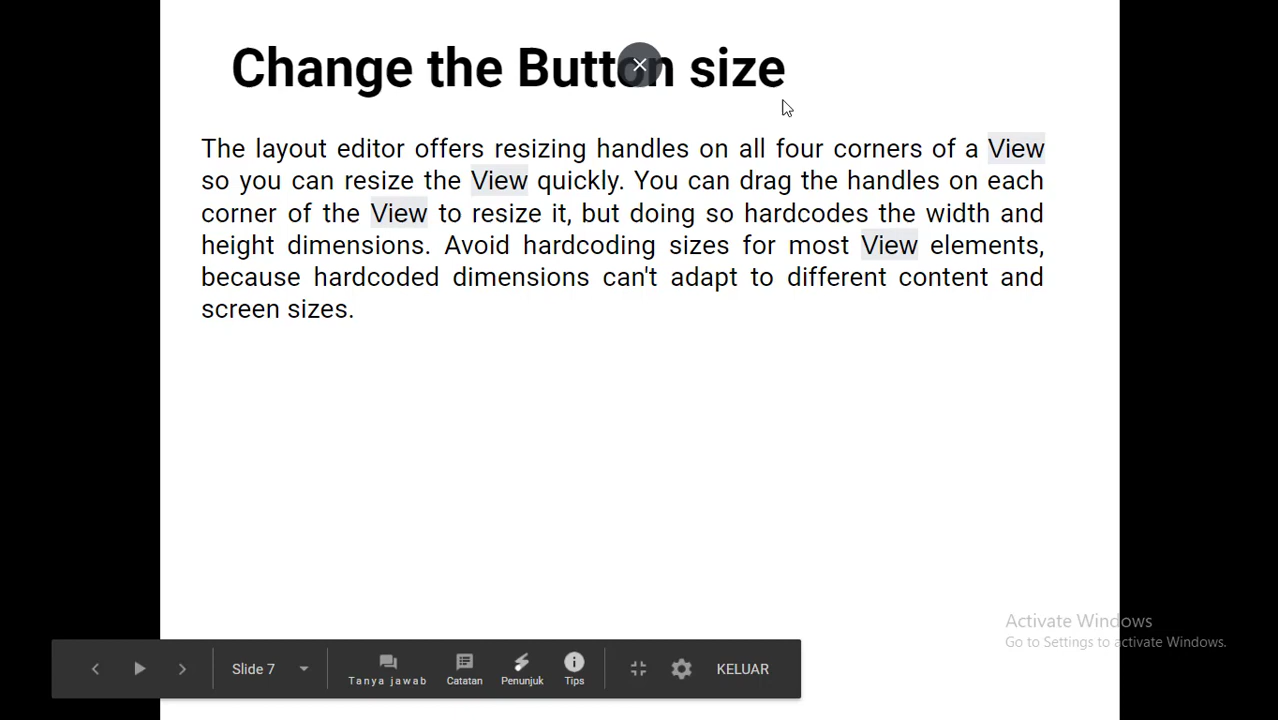 Change the Button size
The layout editor offers resizing handles on all four corners of a View
so you can resize the View quickly. You can drag the handles on each
corner of the View to resize it, but doing so hardcodes the width and
height dimensions. Avoid hardcoding sizes for most View elements,
because hardcoded dimensions can't adapt to different content and
screen sizes.
Activate Windows
Go to Settings to activate Windows.
Slide 7
Tanya jawab
Catatan
Penunjuk
Tips
KELUAR